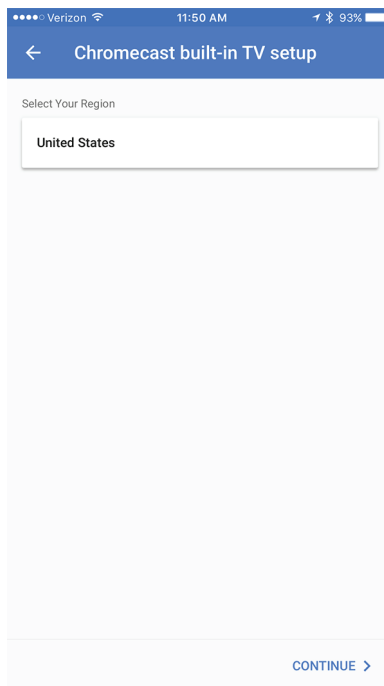 Verizon 11:50 AM 93%
Chromecast built-in TV setup
Select Your Region
United States
CONTINUE